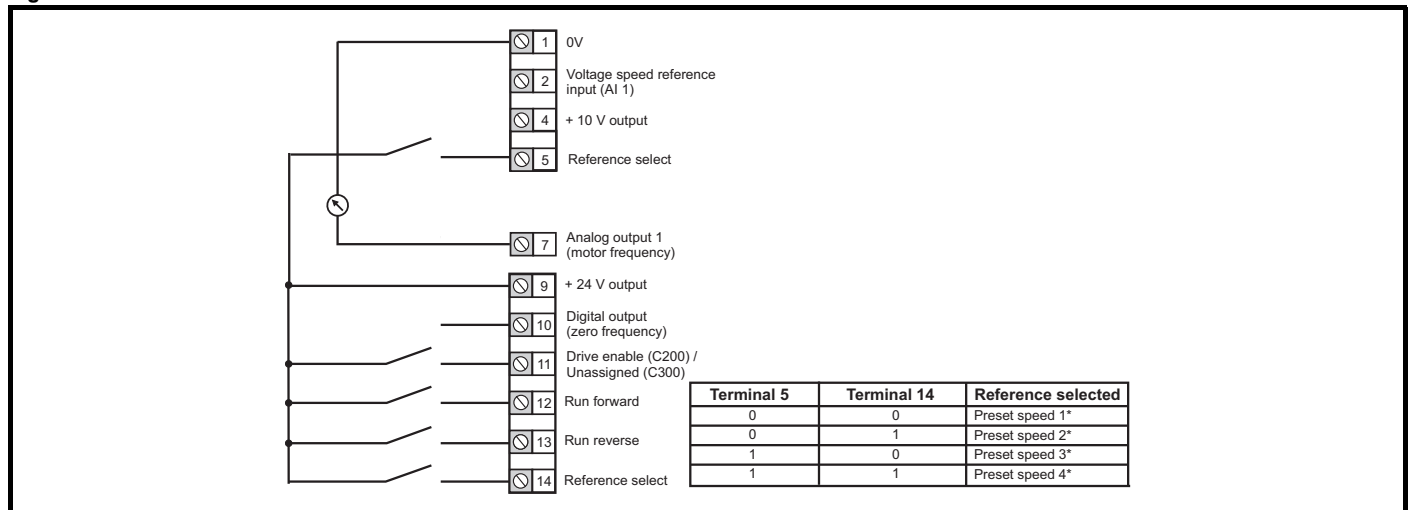 1 0V
2 Voltage speed reference
input (AI 1)
4 + 10 V output
5 Reference select
7 Analog output 1
(motor frequency)
9 + 24 V output
10 Digital output
(zero frequency)
11 Drive enable (C200) /
Unassigned (C300)
12 Run forward
13 Run reverse
14 Reference select
Terminal 5 Terminal 14 Reference selected
0 0 Preset speed 1*
0 1 Preset speed 2*
1 0 Preset speed 3*
1 1 Preset speed 4*